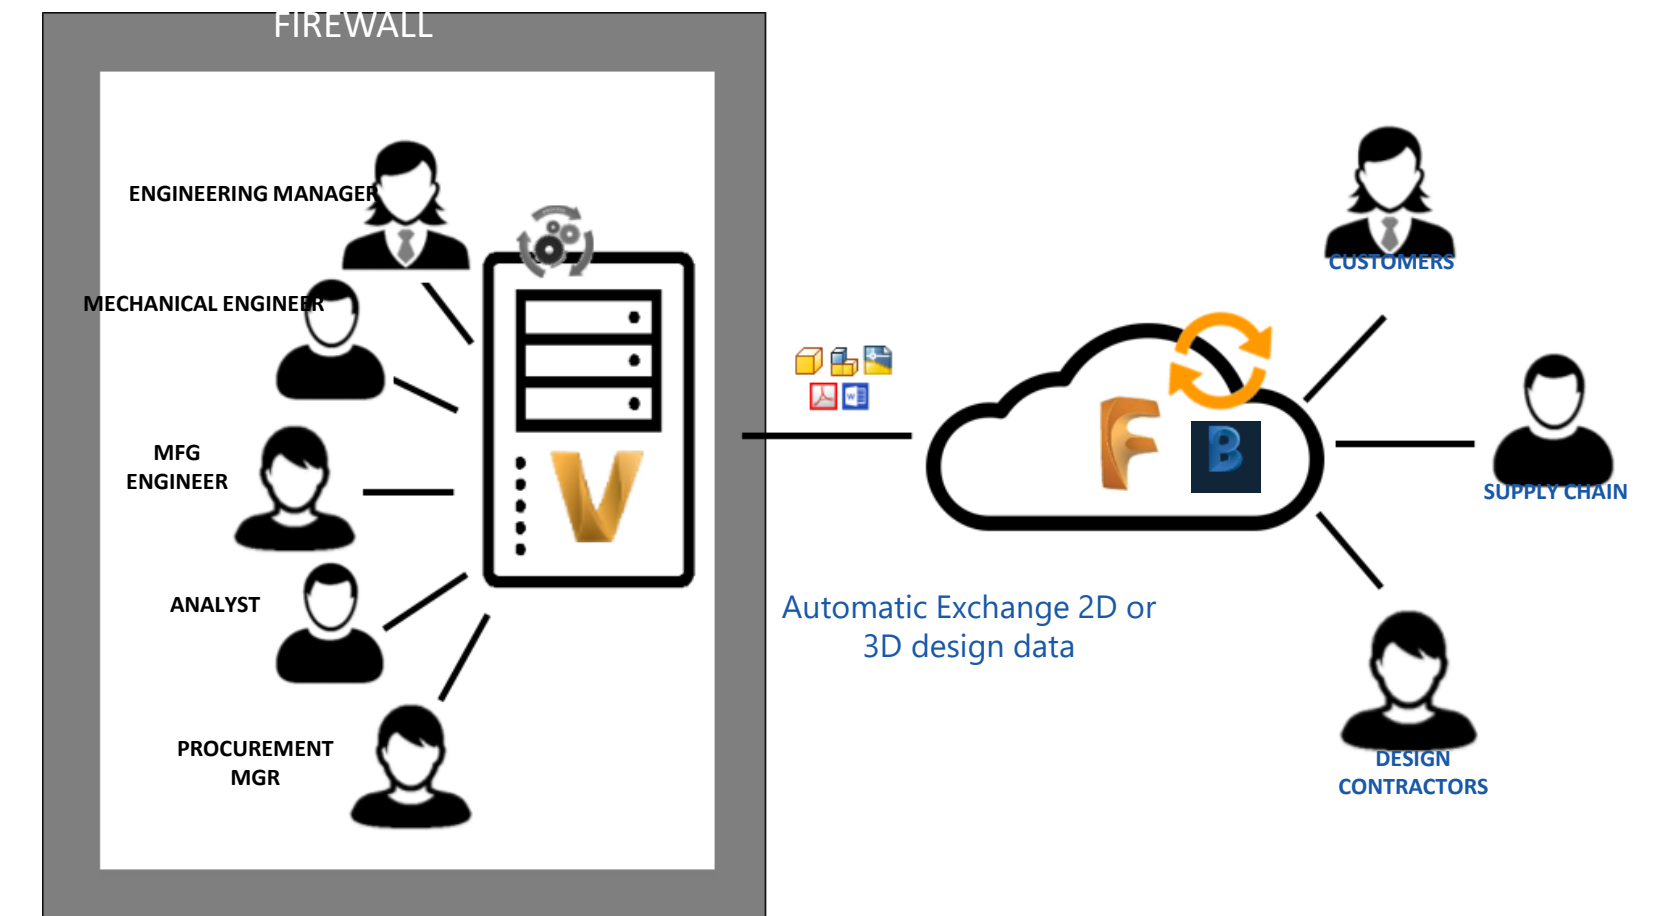 FIREWALL
ENGINEERING MANAGER
MECHANICAL ENGINEER
MFG
ENGINEER
ANALYST
PROCUREMENT
MGR
V
W
F
B
Automatic Exchange 2D or
3D design data
CUSTOMERS
SUPPLY CHAIN
DESIGN
CONTRACTORS